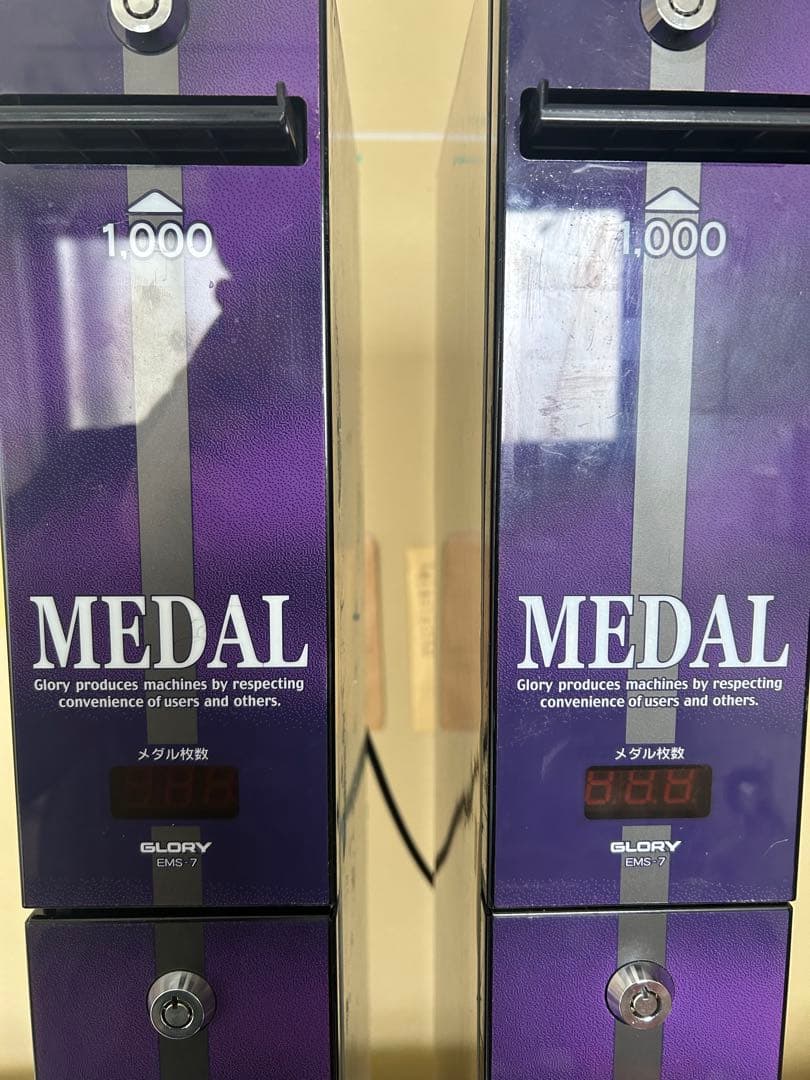 1,000
MEDAL
Glory produces machines by respecting
convenience of users and others.
メダル枚数
GLORY
EMS-7
1,000
MEDAL
Glory produces machines by respecting
convenience of users and others.
メダル枚数
GLORY
EMS-7